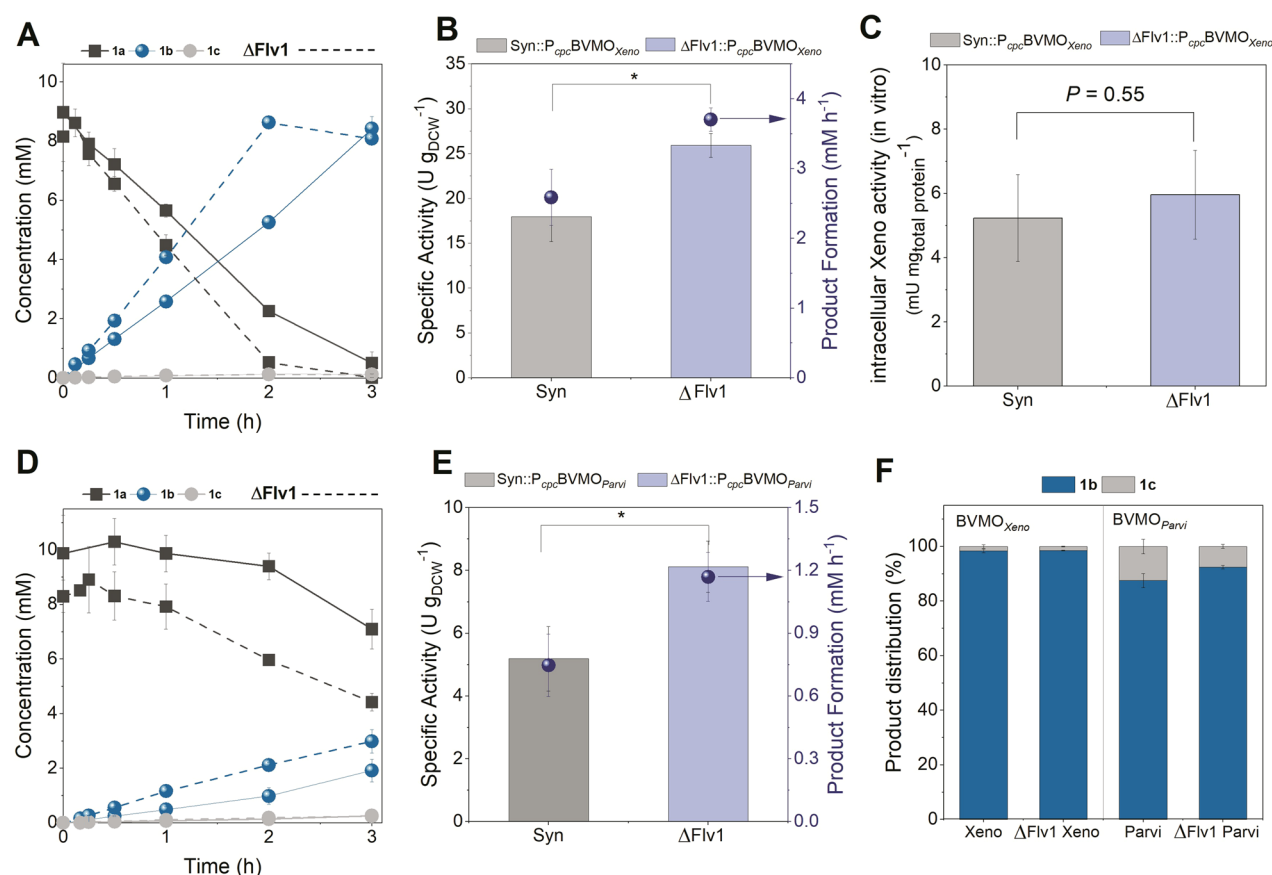 A
1a 1b 1c ΔFlv1
Concentration (mM)
10
8
6
4
2
0
0 1 2 3
Time (h)
B
Syn::PcpcBVMOXeno ΔFlv1::PcpcBVMOXeno
*
Specific Activity (U gDCW-1)
35
30
25
20
15
10
5
0
Syn ΔFlv1
4
3
2
1
0
Product Formation (mM h-1)
C
Syn::PcpcBVMOXeno ΔFlv1::PcpcBVMOXeno
P = 0.55
intracellular Xeno activity (in vitro)
(mU mgtotal protein-1)
10
8
6
4
2
0
Syn ΔFlv1
D
1a 1b 1c ΔFlv1
Concentration (mM)
10
8
6
4
2
0
0 1 2 3
Time (h)
E
Syn::PcpcBVMOParvi ΔFlv1::PcpcBVMOParvi
*
Specific Activity (U gDCW-1)
10
8
6
4
2
0
Syn ΔFlv1
1.5
1.2
0.9
0.6
0.3
0.0
Product Formation (mM h-1)
F
1b 1c
BVMOXeno BVMOParvi
Product distribution (%)
100
80
60
40
20
0
Xeno ΔFlv1 Xeno Parvi ΔFlv1 Parvi